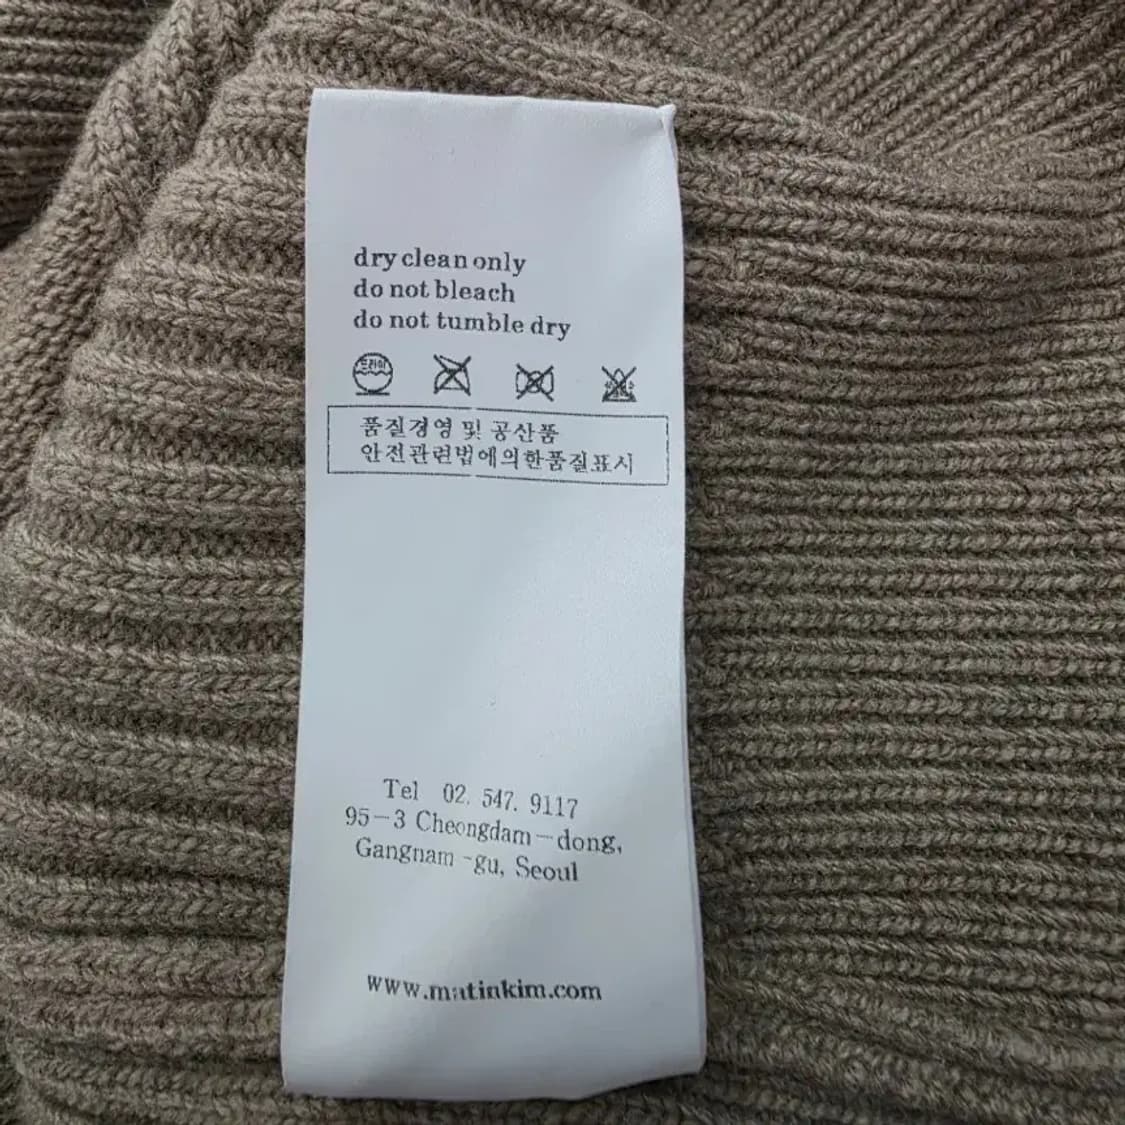 dry clean only
do not bleach
do not tumble dry
드라이
품질경영 및 공산품
안전관련법에의한품질표시
Tel 02. 547. 9117
95-3 Cheongdam-dong,
Gangnam-gu, Seoul
www.matinkim.com